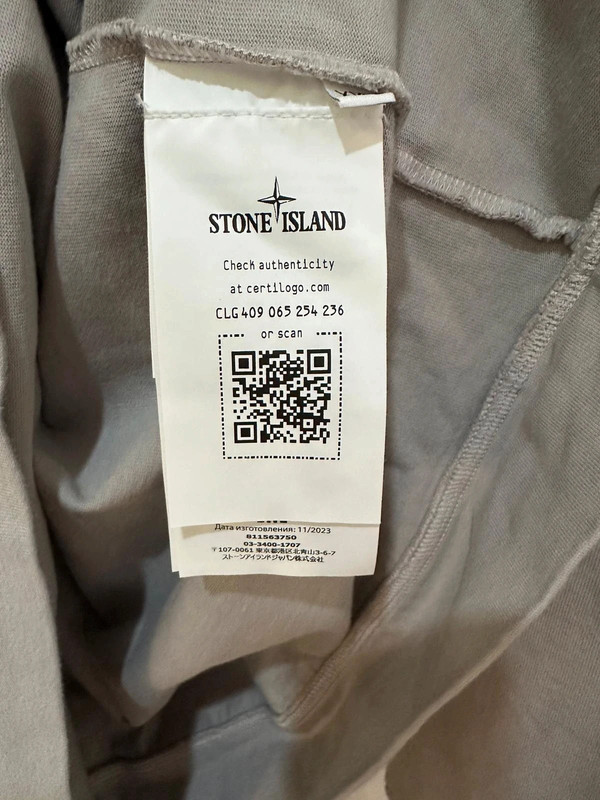 STONE ISLAND
Check authenticity
at certilogo.com
CLG 409 065 254 236
or scan
Дата изготовления: 11/2023
811563750
03-3400-1707
〒107-0061 東京都港区北青山3-6-7
ストーンアイランドジャパン株式会社